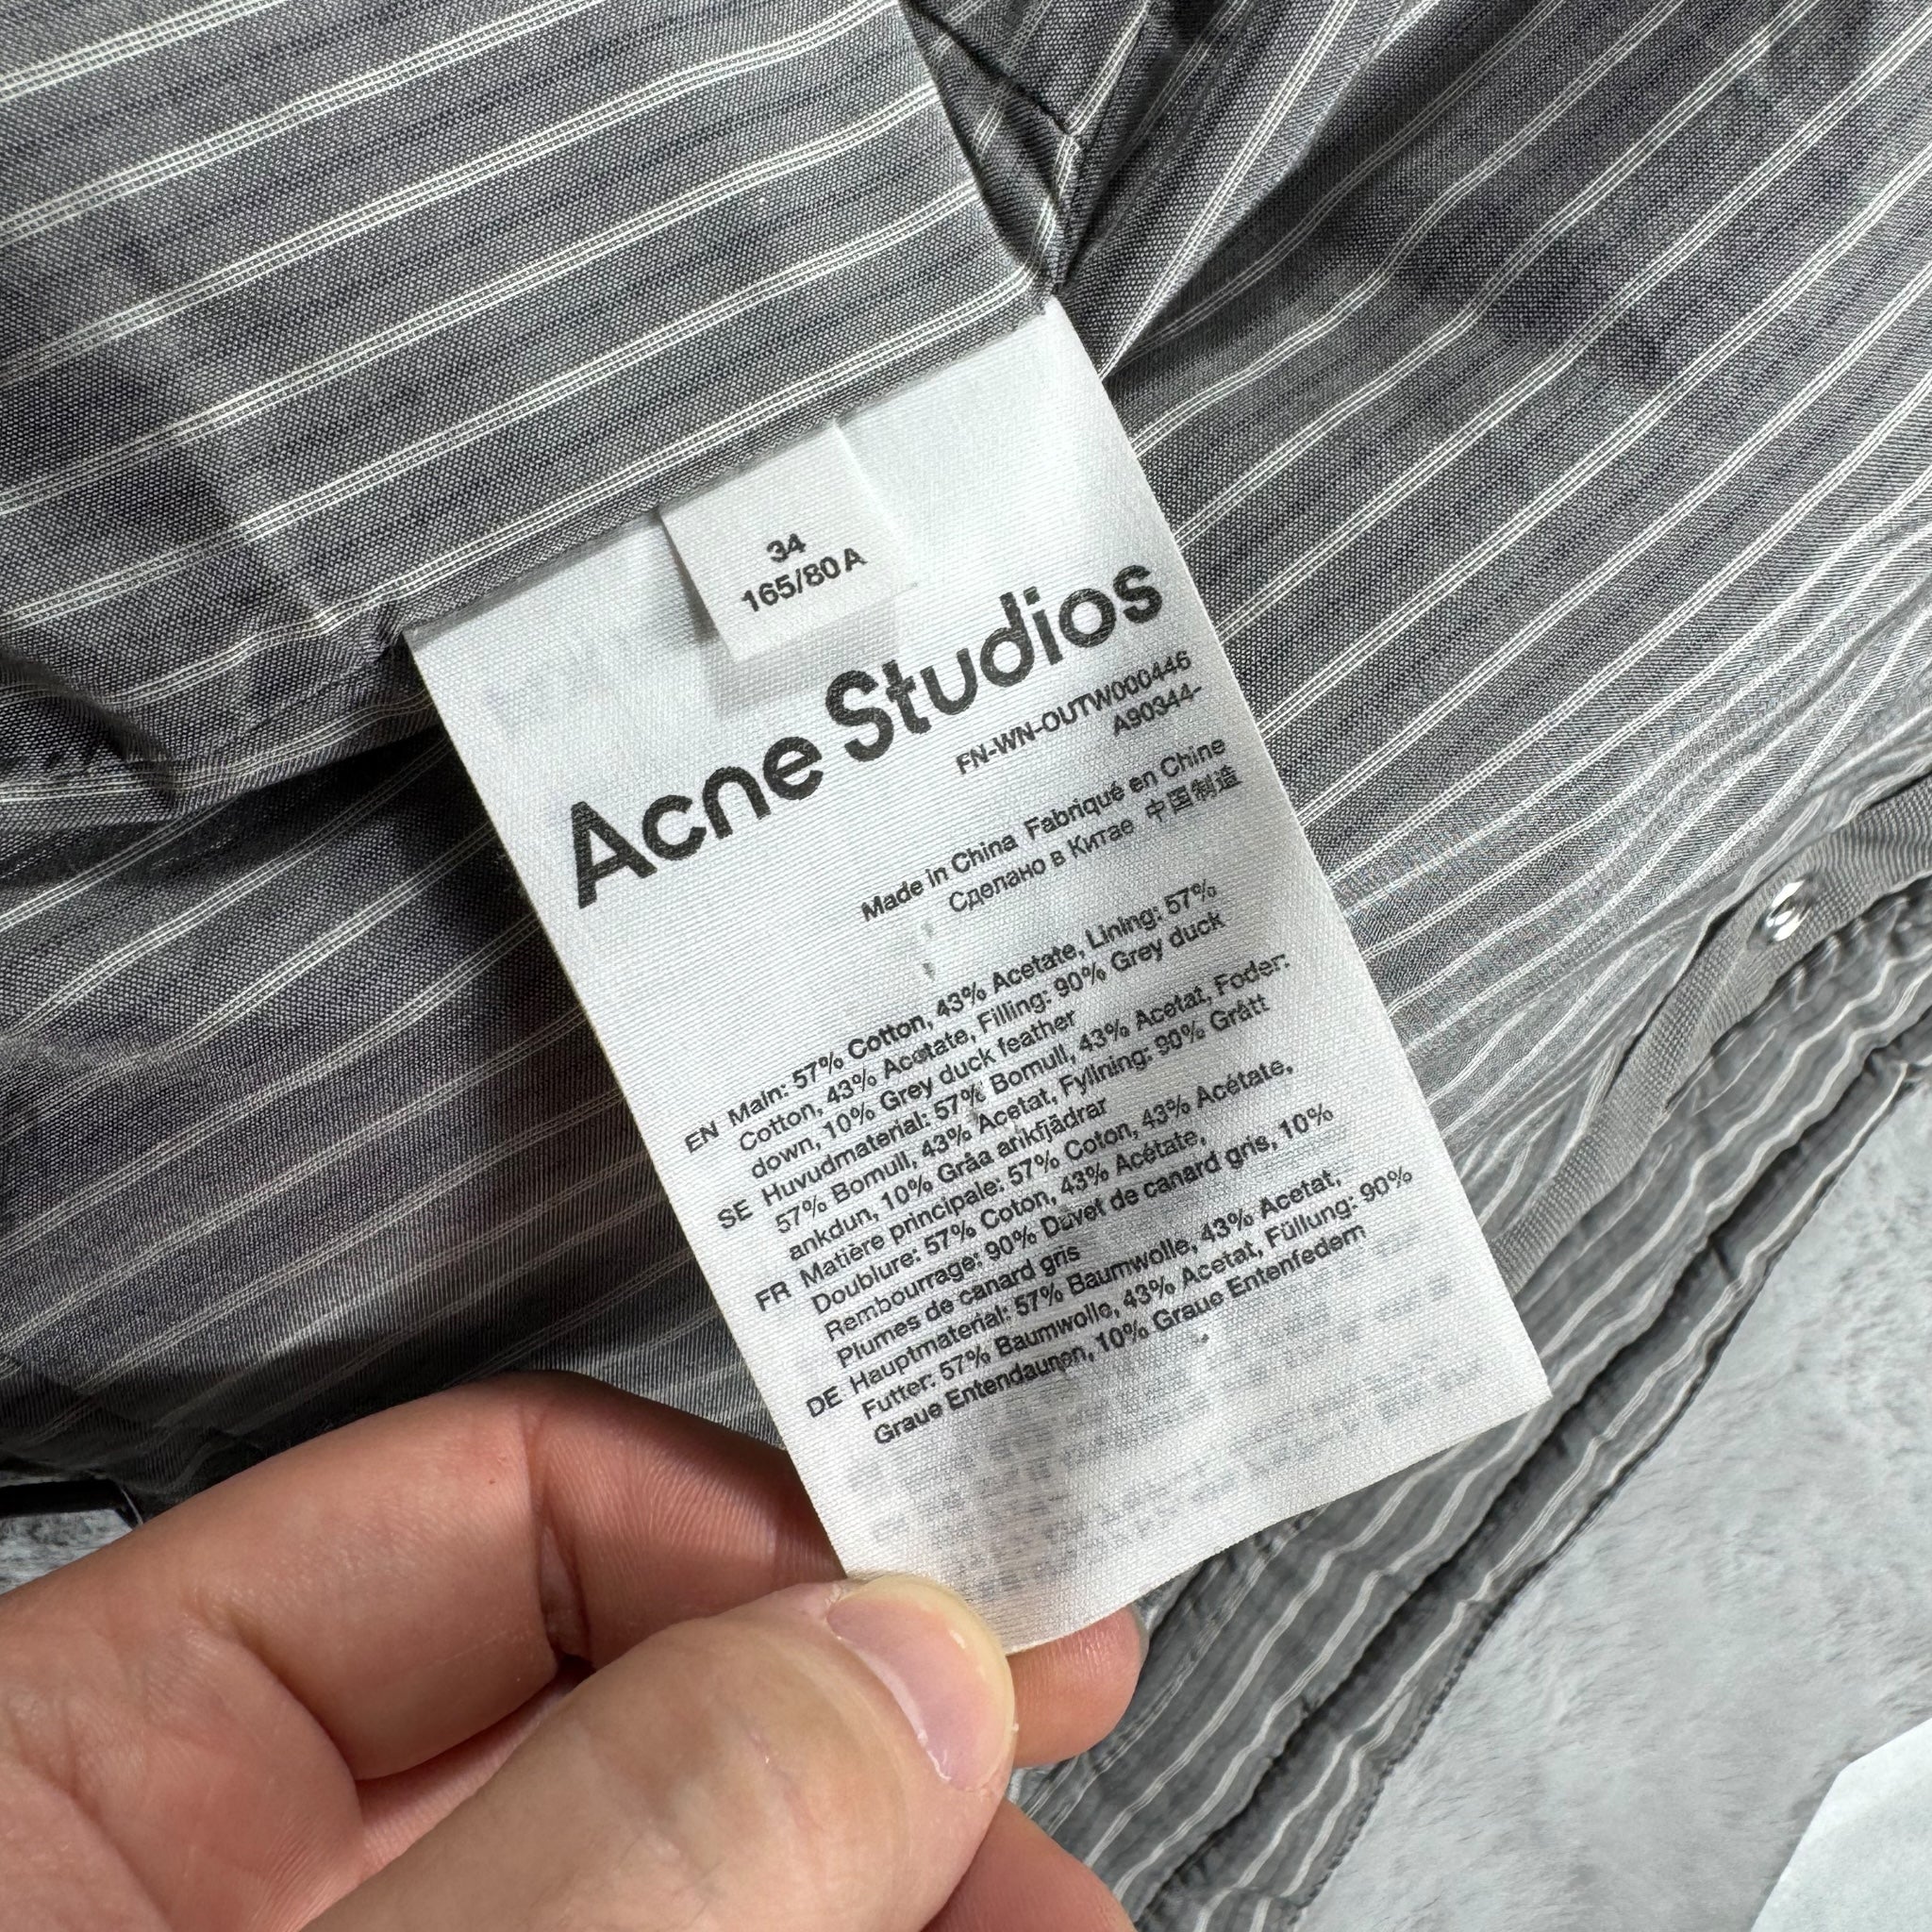 34
165/80A
Acne Studios
FN-WN-OUTW000446
A90344-
Made in China Fabriqué en Chine
Сделано в Китае 中国制造
EN Main: 57% Cotton, 43% Acetate, Lining: 57%
Cotton, 43% Acetate, Filling: 90% Grey duck
down, 10% Grey duck feather
SE Huvudmaterial: 57% Bomull, 43% Acetat, Foder:
57% Bomull, 43% Acetat, Fyllning: 90% Grått
ankdun, 10% Gråa ankfjädrar
FR Matière principale: 57% Coton, 43% Acétate,
Doublure: 57% Coton, 43% Acétate,
Rembourrage: 90% Duvet de canard gris, 10%
Plumes de canard gris
DE Hauptmaterial: 57% Baumwolle, 43% Acetat,
Futter: 57% Baumwolle, 43% Acetat, Füllung: 90%
Graue Entendaunen, 10% Graue Entenfedern